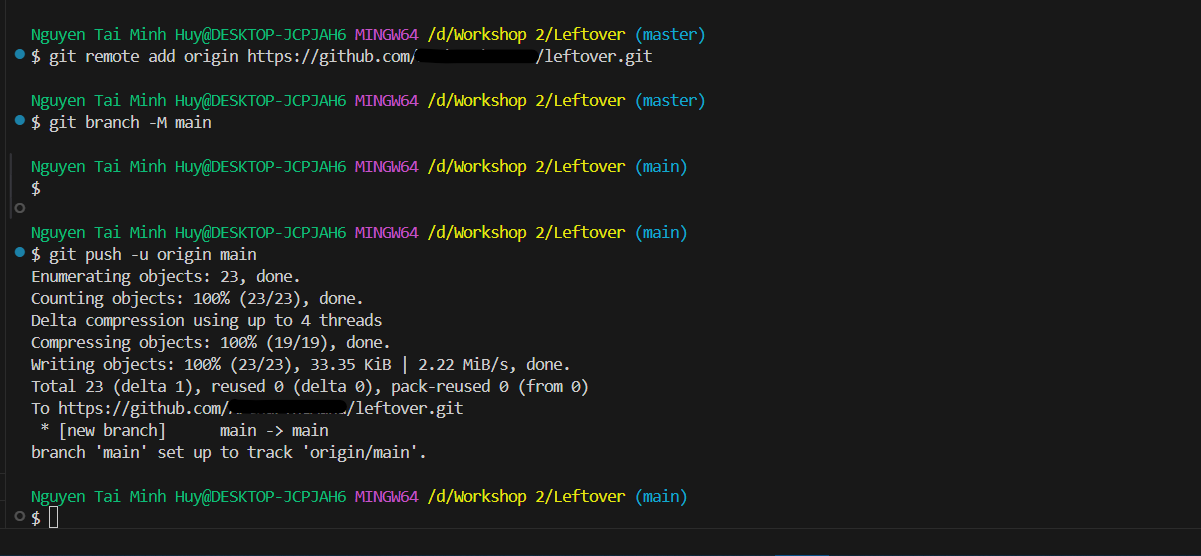 Nguyen Tai Minh Huy@DESKTOP-JCPJAH6 MINGW64 /d/Workshop 2/Leftover (master)
$ git remote add origin https://github.com/ /leftover.git
Nguyen Tai Minh Huy@DESKTOP-JCPJAH6 MINGW64 /d/Workshop 2/Leftover (master)
$ git branch -M main
Nguyen Tai Minh Huy@DESKTOP-JCPJAH6 MINGW64 /d/Workshop 2/Leftover (main)
$
Nguyen Tai Minh Huy@DESKTOP-JCPJAH6 MINGW64 /d/Workshop 2/Leftover (main)
$ git push -u origin main
Enumerating objects: 23, done.
Counting objects: 100% (23/23), done.
Delta compression using up to 4 threads
Compressing objects: 100% (19/19), done.
Writing objects: 100% (23/23), 33.35 KiB | 2.22 MiB/s, done.
Total 23 (delta 1), reused 0 (delta 0), pack-reused 0 (from 0)
To https://github.com/ /leftover.git
 * [new branch]      main -> main
branch 'main' set up to track 'origin/main'.
Nguyen Tai Minh Huy@DESKTOP-JCPJAH6 MINGW64 /d/Workshop 2/Leftover (main)
$